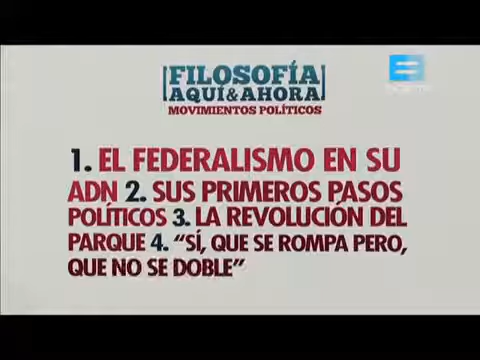 FILOSOFÍA
AQUÍ&AHORA
MOVIMIENTOS POLÍTICOS
1. EL FEDERALISMO EN SU
ADN 2. SUS PRIMEROS PASOS
POLÍTICOS 3. LA REVOLUCIÓN DEL
PARQUE 4. “SÍ, QUE SE ROMPA PERO,
QUE NO SE DOBLE”